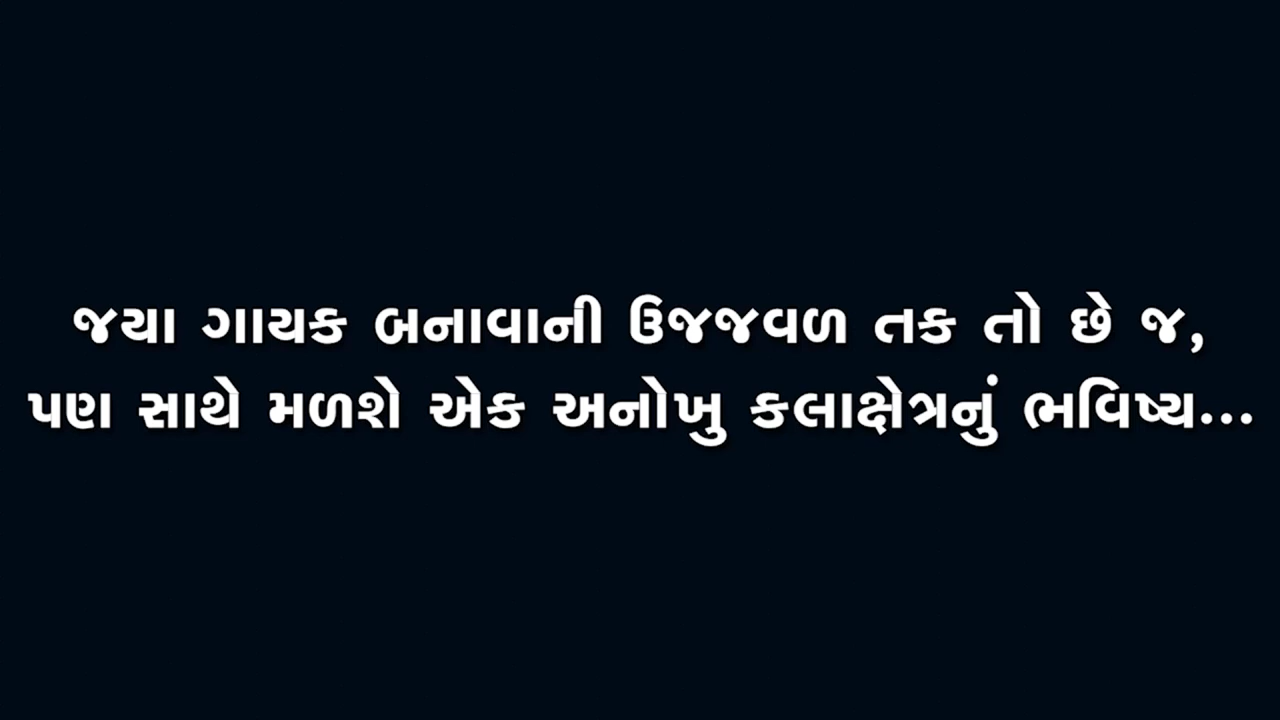 જયા ગાયક બનાવાની ઉજજવળ તક તો છે જ,
પણ સાથે મળશે એક અનોખુ કલાક્ષેત્રનું ભવિષ્ય...